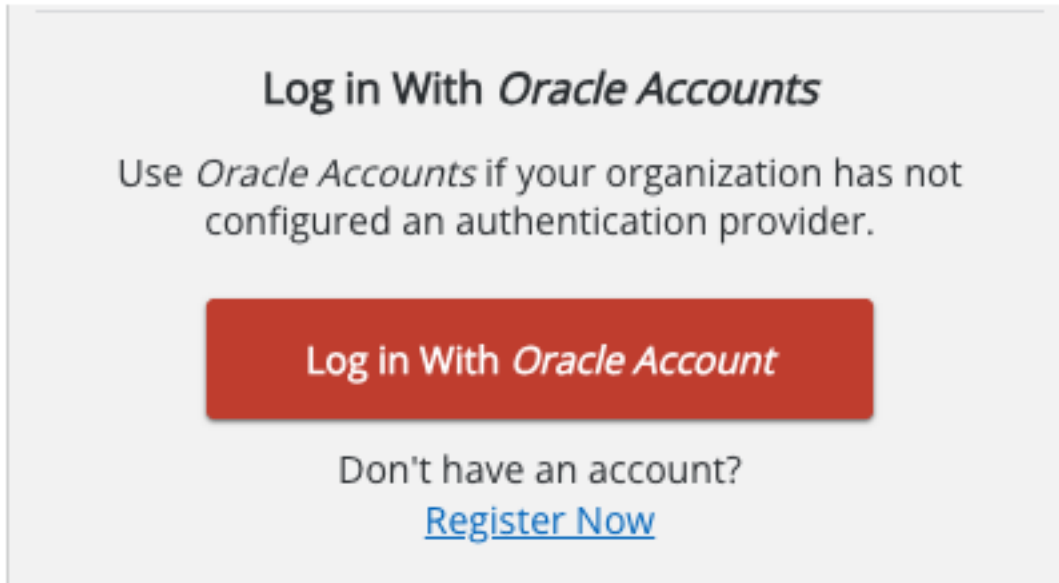 Log in With Oracle Accounts
Use Oracle Accounts if your organization has not
configured an authentication provider.
Log in With Oracle Account
Don't have an account?
Register Now